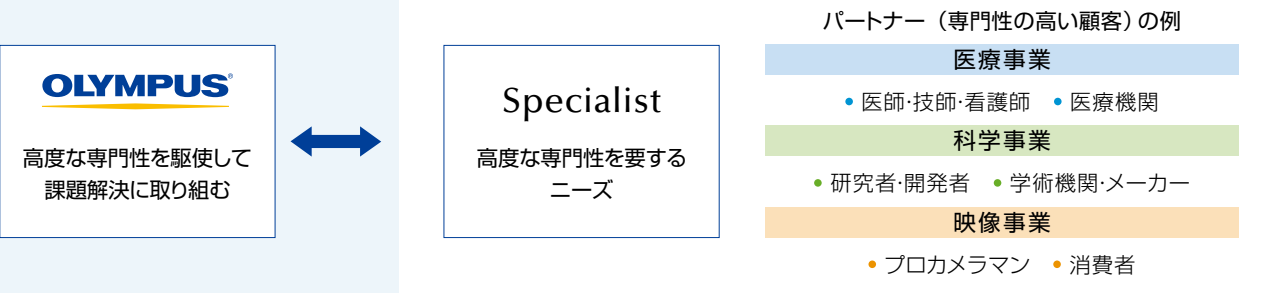 OLYMPUS®
高度な専門性を駆使して
課題解決に取り組む
Specialist
高度な専門性を要する
ニーズ
パートナー（専門性の高い顧客）の例
医療事業
• 医師·技師·看護師 • 医療機関
科学事業
• 研究者·開発者 • 学術機関·メーカー
映像事業
• プロカメラマン • 消費者